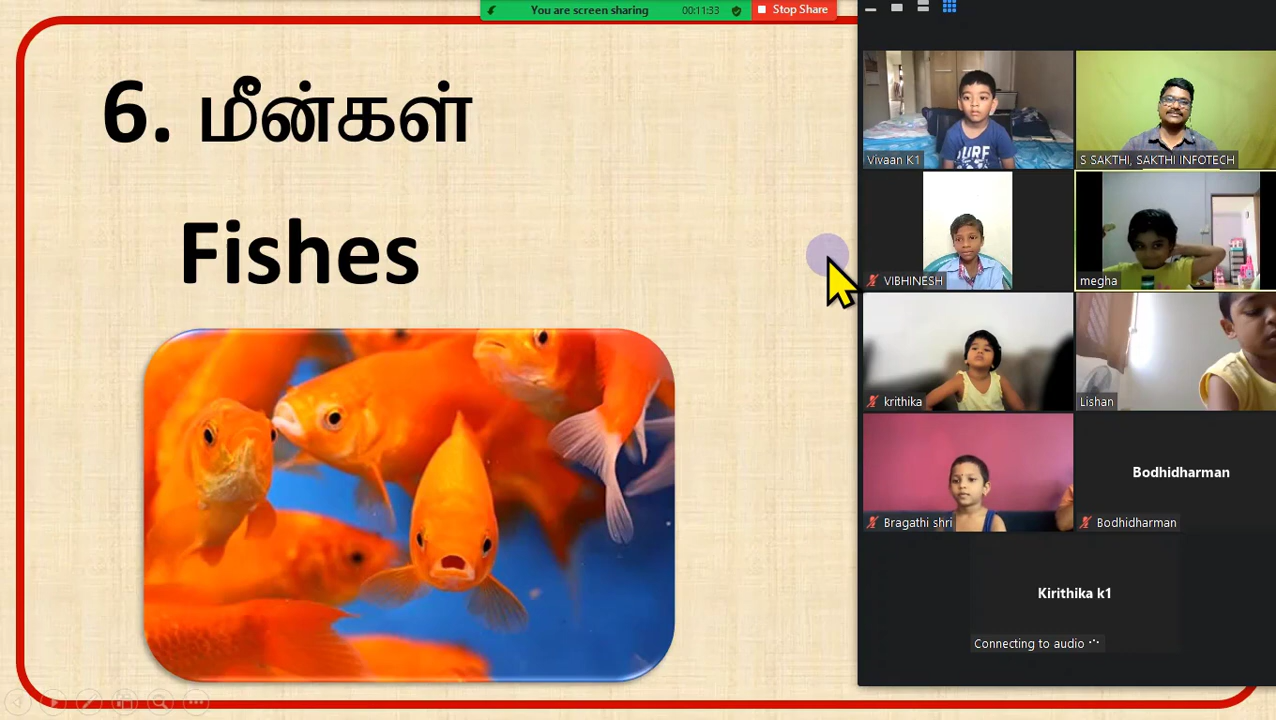 You are screen sharing 00:11:33 Stop Share
6. மீன்கள்
Fishes
Vivaan K1
SURF
S SAKTHI, SAKTHI INFOTECH
VIBHINESH
megha
krithika
Lishan
Bragathi shri
Bodhidharman
Bodhidharman
Kirithika k1
Connecting to audio